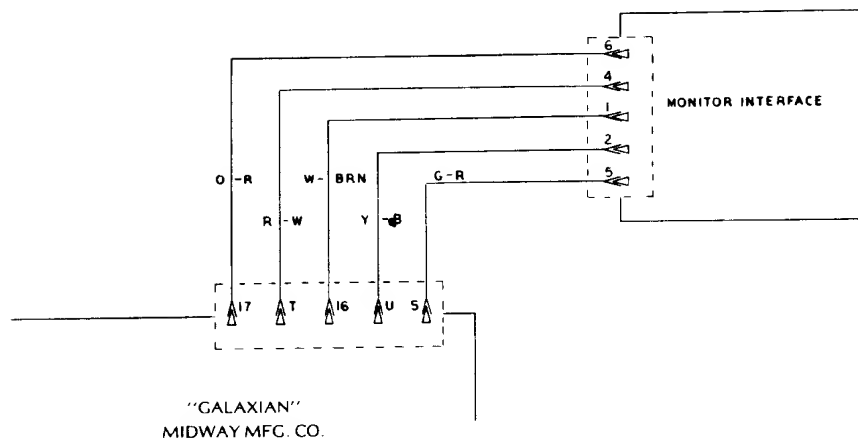 6
4
MONITOR INTERFACE
1
2
O-R
W-BRN
G-R
5
R-W
Y-B
17
T
16
U
S
"GALAXIAN"
MIDWAY MFG. CO.